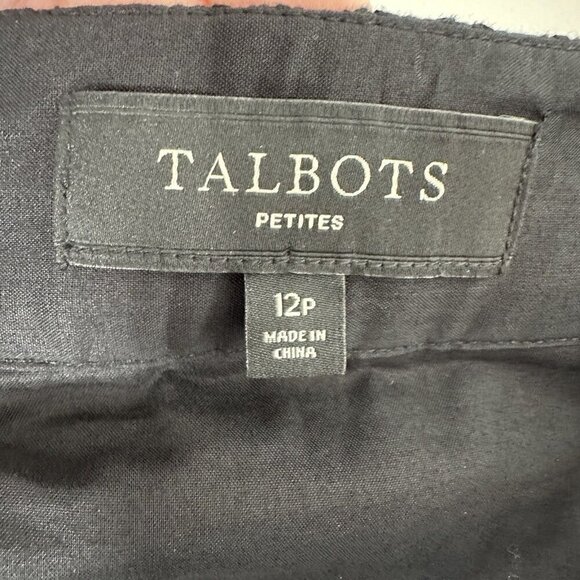 TALBOTS
PETITES
12P
MADE IN
CHINA